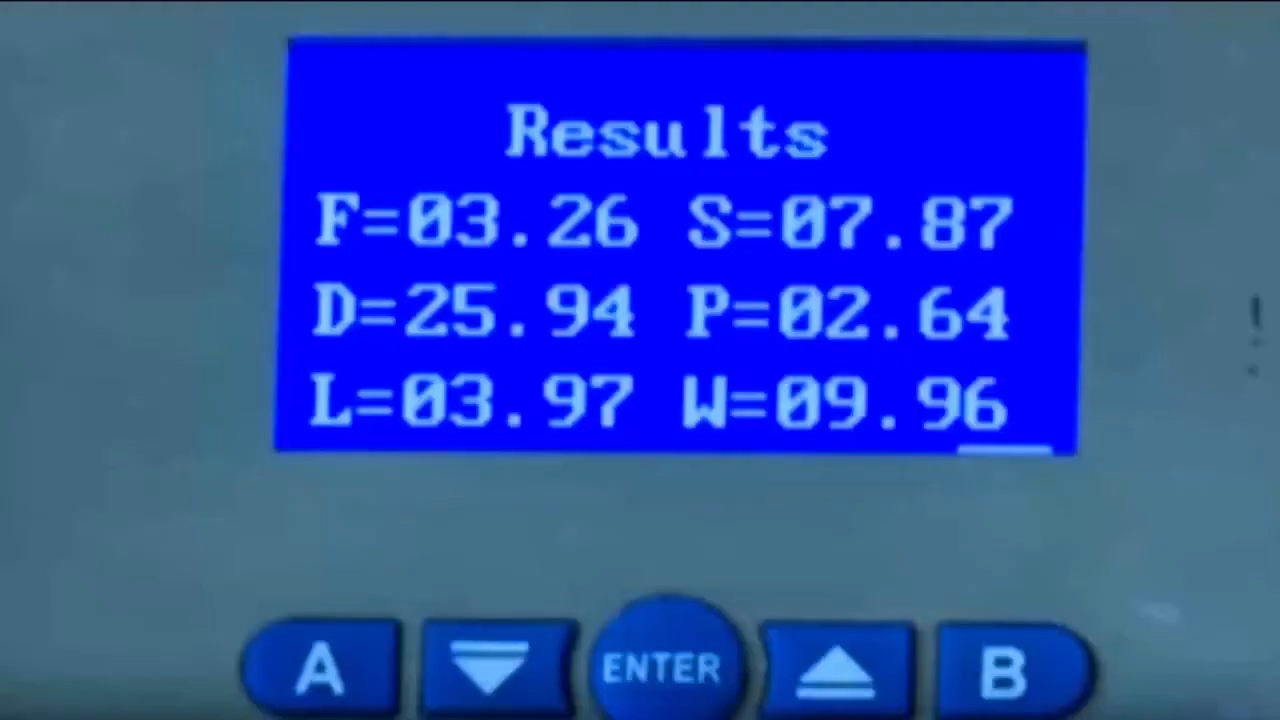 Results
F=03.26 S=07.87
D=25.94 P=02.64
L=03.97 W=09.96
A ENTER B